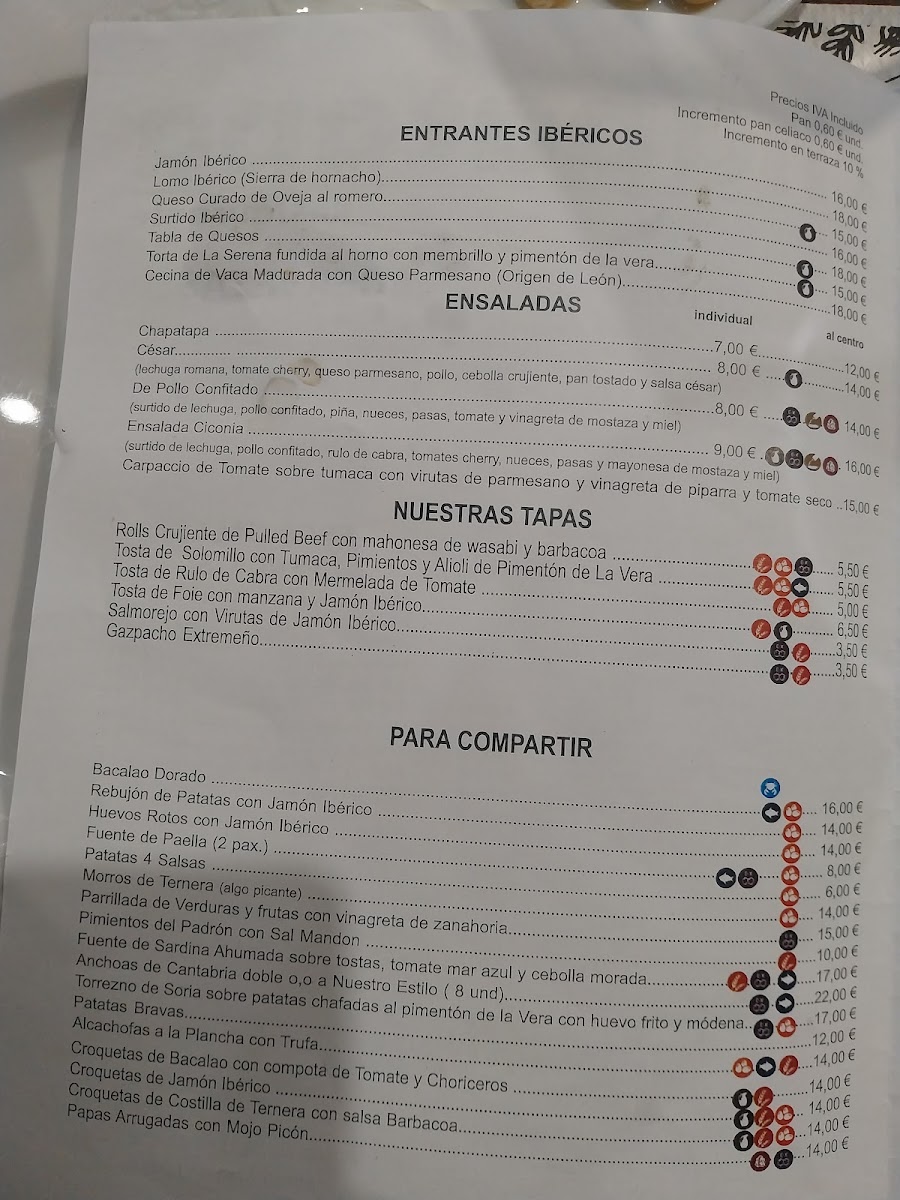 Precios IVA Incluido
Pan 0,60 € und.
Incremento pan celiaco 0,60 € und.
Incremento en terraza 10 %
ENTRANTES IBÉRICOS
Jamón Ibérico ... 16,00 €
Lomo Ibérico (Sierra de hornacho)... 18,00 €
Queso Curado de Oveja al romero... 15,00 €
Surtido Ibérico ... 16,00 €
Tabla de Quesos ... 18,00 €
Torta de La Serena fundida al horno con membrillo y pimentón de la vera... 15,00 €
Cecina de Vaca Madurada con Queso Parmesano (Origen de León)... 18,00 €
ENSALADAS
individual al centro
Chapatapa ... 7,00 € ... 12,00 €
César ... 8,00 € ... 14,00 €
(lechuga romana, tomate cherry, queso parmesano, pollo, cebolla crujiente, pan tostado y salsa césar)
De Pollo Confitado ... 8,00 € ... 14,00 €
(surtido de lechuga, pollo confitado, piña, nueces, pasas, tomate y vinagreta de mostaza y miel)
Ensalada Ciconia ... 9,00 € ... 16,00 €
(surtido de lechuga, pollo confitado, rulo de cabra, tomates cherry, nueces, pasas y mayonesa de mostaza y miel)
Carpaccio de Tomate sobre tumaca con virutas de parmesano y vinagreta de piparra y tomate seco ..15,00 €
NUESTRAS TAPAS
Rolls Crujiente de Pulled Beef con mahonesa de wasabi y barbacoa ... 5,50 €
Tosta de Solomillo con Tumaca, Pimientos y Alioli de Pimentón de La Vera ... 5,50 €
Tosta de Rulo de Cabra con Mermelada de Tomate ... 5,00 €
Tosta de Foie con manzana y Jamón Ibérico... 6,50 €
Salmorejo con Virutas de Jamón Ibérico... 3,50 €
Gazpacho Extremeño... 3,50 €
PARA COMPARTIR
Bacalao Dorado ... 16,00 €
Rebujón de Patatas con Jamón Ibérico ... 14,00 €
Huevos Rotos con Jamón Ibérico ... 14,00 €
Fuente de Paella (2 pax.) ... 8,00 €
Patatas 4 Salsas ... 6,00 €
Morros de Ternera (algo picante) ... 14,00 €
Parrillada de Verduras y frutas con vinagreta de zanahoria... 15,00 €
Pimientos del Padrón con Sal Mandon ... 10,00 €
Fuente de Sardina Ahumada sobre tostas, tomate mar azul y cebolla morada... 17,00 €
Anchoas de Cantabria doble o,o a Nuestro Estilo ( 8 und)... 22,00 €
Torrezno de Soria sobre patatas chafadas al pimentón de la Vera con huevo frito y módena... 17,00 €
Patatas Bravas... 12,00 €
Alcachofas a la Plancha con Trufa... 14,00 €
Croquetas de Bacalao con compota de Tomate y Choriceros ... 14,00 €
Croquetas de Jamón Ibérico ... 14,00 €
Croquetas de Costilla de Ternera con salsa Barbacoa... 14,00 €
Papas Arrugadas con Mojo Picón... 14,00 €